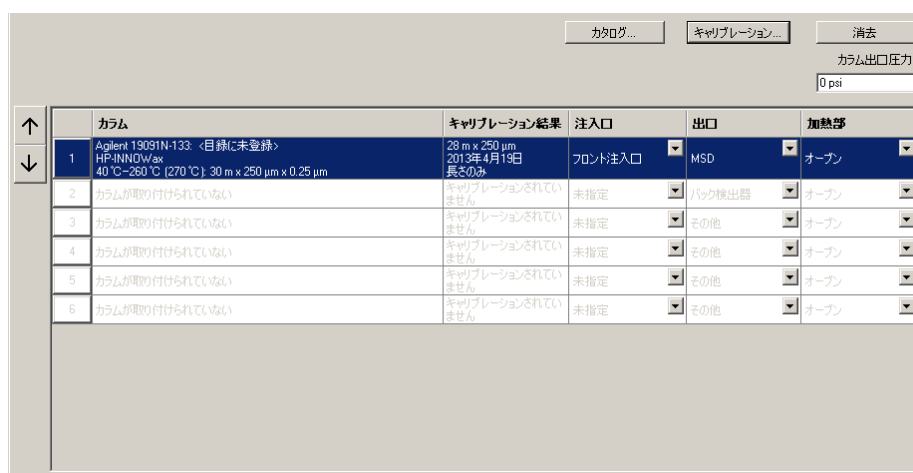 カタログ... キャリブレーション... 消去
カラム出口圧力
0 psi
カラム キャリブレーション結果 注入口 出口 加熱部
1 Agilent 19091N-133: <目録に未登録>
HP-INNOWax
40 ℃-260 ℃ (270 ℃): 30 m x 250 μm x 0.25 μm
28 m x 250 μm
2013年4月19日
長さのみ
フロント注入口 MSD オーブン
2 カラムが取り付けられていない キャリブレーションされてい
ません
未指定 バック検出器 オーブン
3 カラムが取り付けられていない キャリブレーションされてい
ません
未指定 その他 オーブン
4 カラムが取り付けられていない キャリブレーションされてい
ません
未指定 その他 オーブン
5 カラムが取り付けられていない キャリブレーションされてい
ません
未指定 その他 オーブン
6 カラムが取り付けられていない キャリブレーションされてい
ません
未指定 その他 オーブン